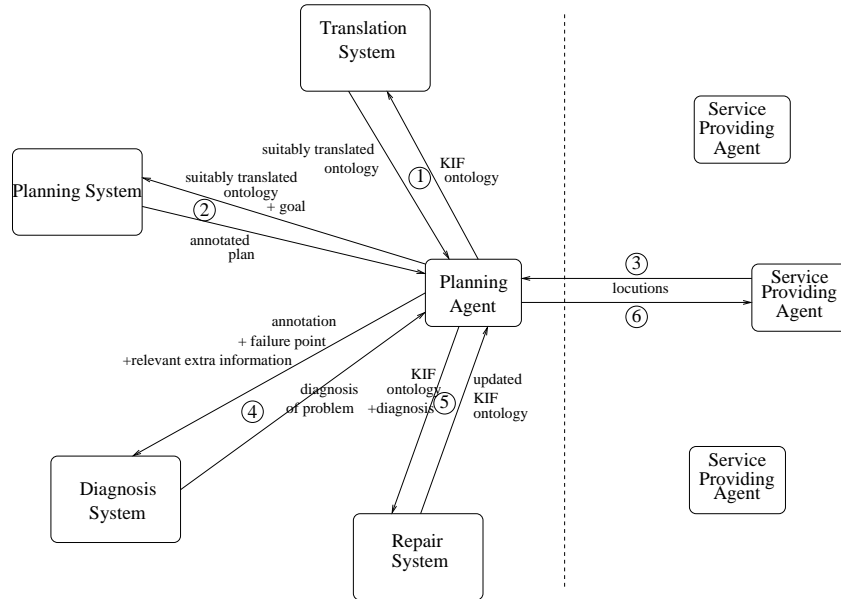 Translation
System
Service
Providing
Agent
suitably translated
ontology
1
KIF
ontology
Planning System
suitably translated
ontology
+ goal
2
annotated
plan
Planning
Agent
3
locutions
6
Service
Providing
Agent
annotation
+ failure point
+relevant extra information
4
diagnosis
of problem
KIF
ontology
+diagnosis
5
updated
KIF
ontology
Diagnosis
System
Repair
System
Service
Providing
Agent